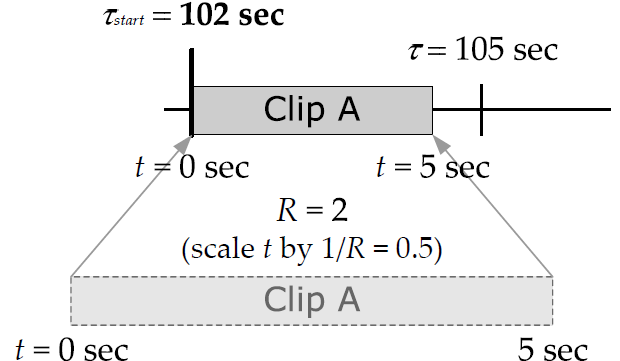 τstart = 102 sec
τ = 105 sec
Clip A
t = 0 sec
t = 5 sec
R = 2
(scale t by 1/R = 0.5)
Clip A
t = 0 sec
5 sec